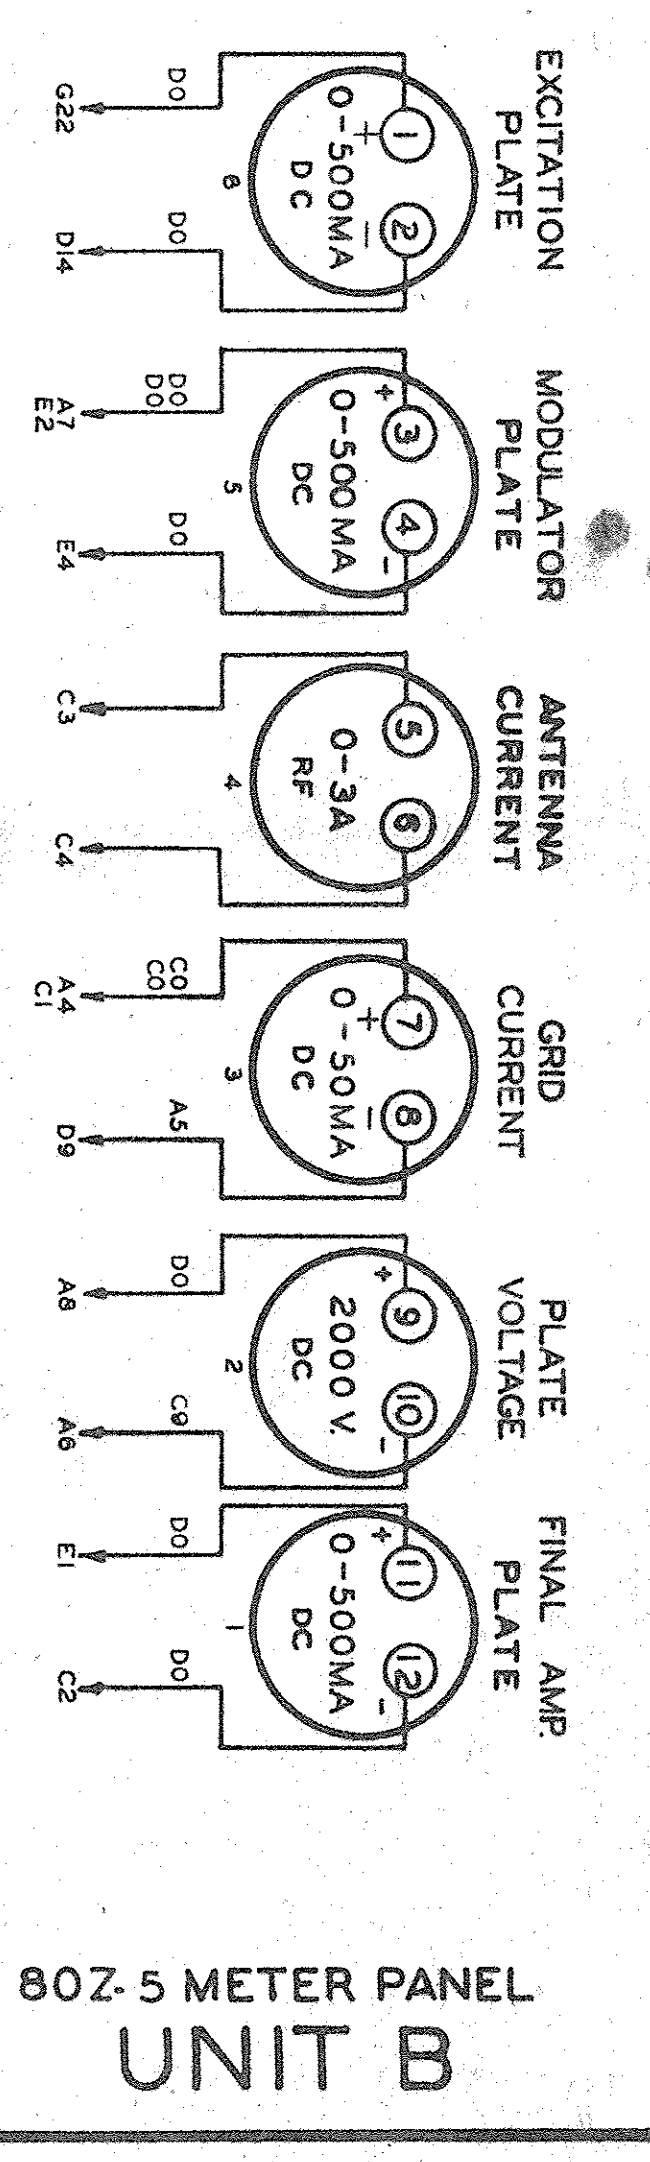 EXCITATION
PLATE
1
2
+
–
0-500MA
DC
6
DO
DO
G22
D14
MODULATOR
PLATE
3
4
+
-
0-500MA
DC
5
DO
DO
DO
A7
E2
E4
ANTENNA
CURRENT
5
6
0-3A
RF
4
C3
C4
GRID
CURRENT
7
8
+
–
0-50MA
DC
3
CO
CO
A5
A4
C1
D9
PLATE
VOLTAGE
9
10
+
-
2000 V.
DC
2
DO
C9
A8
A6
FINAL AMP.
PLATE
11
12
+
-
0-500MA
DC
1
DO
DO
E1
C2
80Z-5 METER PANEL
UNIT B